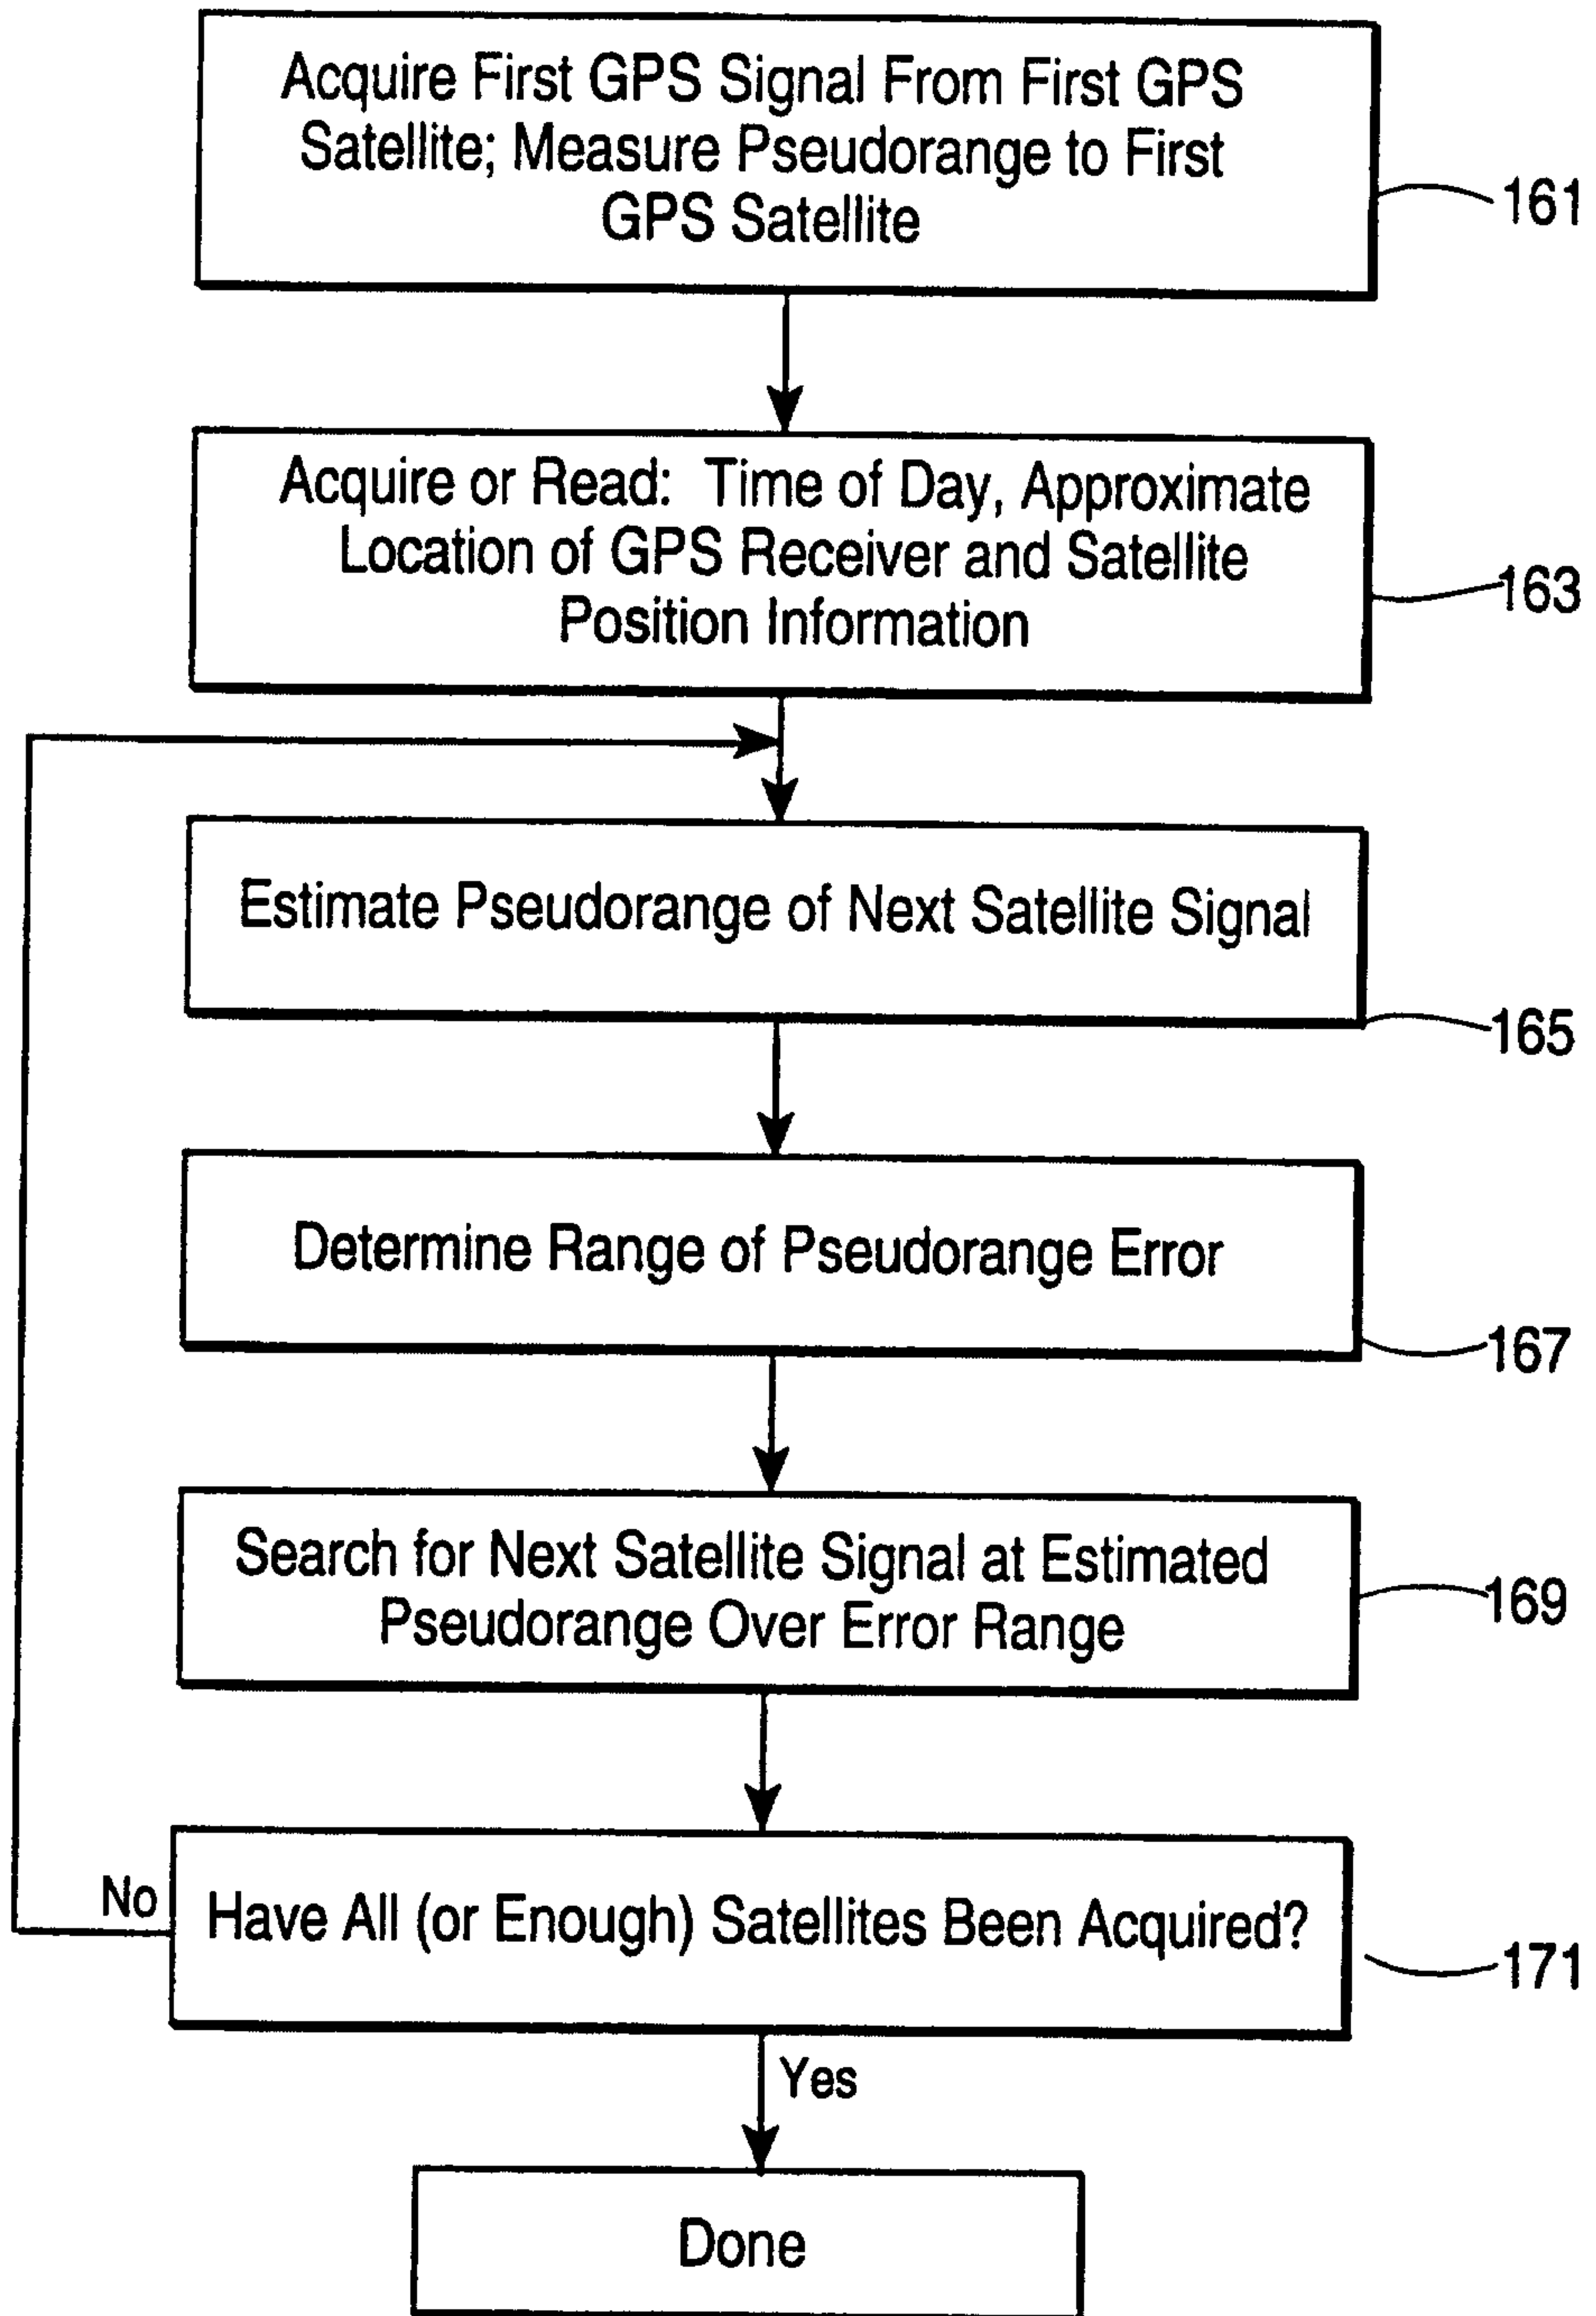 Acquire First GPS Signal From First GPS
Satellite; Measure Pseudorange to First
GPS Satellite
161
Acquire or Read: Time of Day, Approximate
Location of GPS Receiver and Satellite
Position Information
163
Estimate Pseudorange of Next Satellite Signal
165
Determine Range of Pseudorange Error
167
Search for Next Satellite Signal at Estimated
Pseudorange Over Error Range
169
No
Have All (or Enough) Satellites Been Acquired?
171
Yes
Done